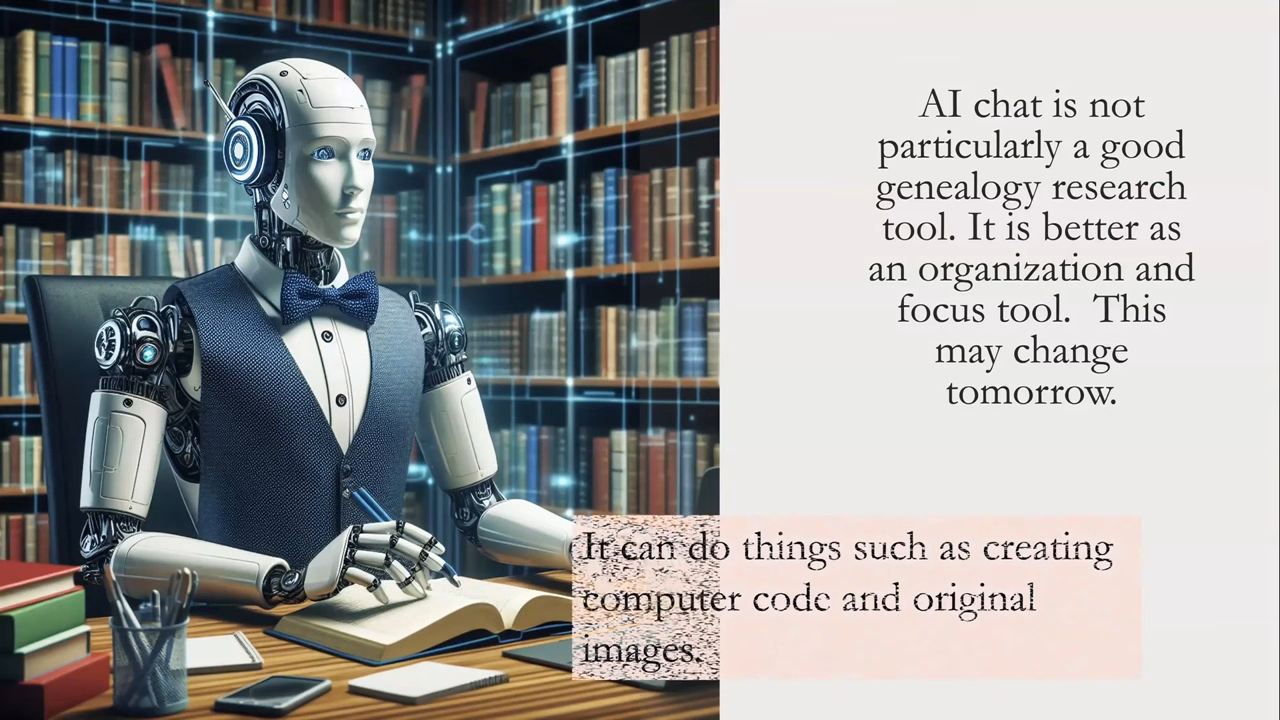 AI chat is not
particularly a good
genealogy research
tool. It is better as
an organization and
focus tool.  This
may change
tomorrow.
It can do things such as creating
computer code and original
images.